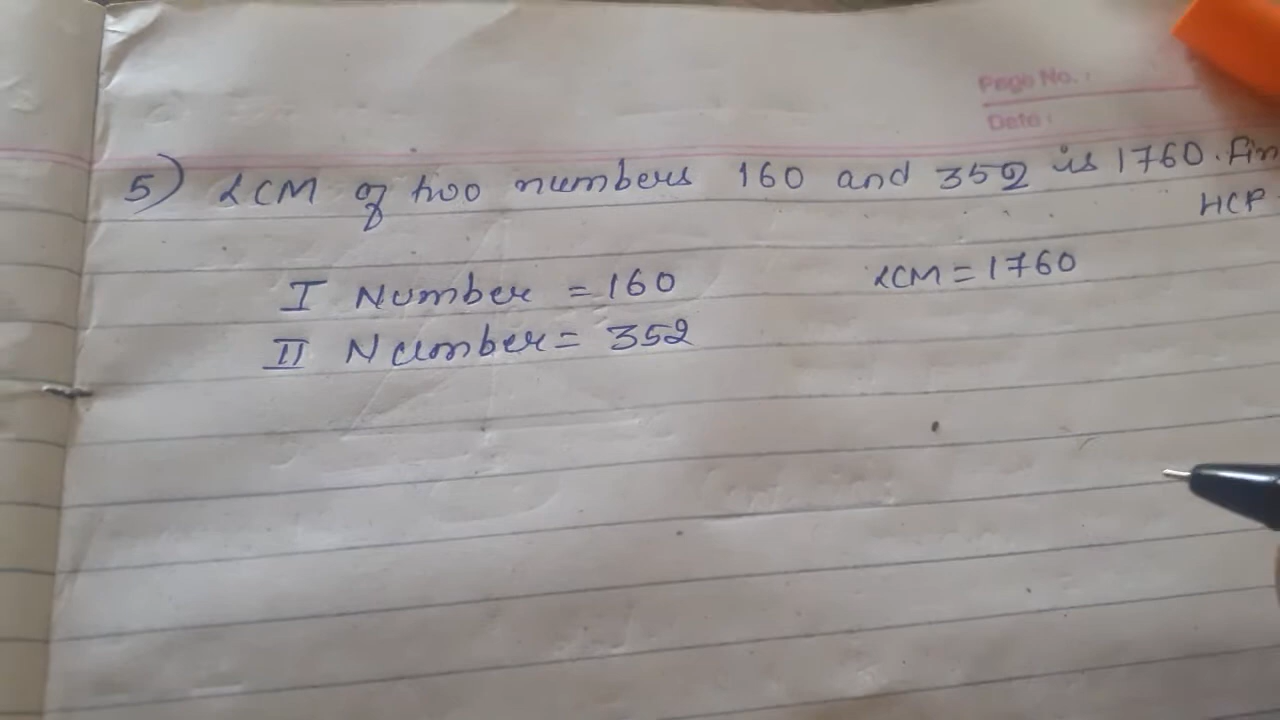 Page No. :
Date :
5) LCM of two numbers 160 and 352 is 1760. Fin
HCF
I Number = 160 LCM = 1760
II Number = 352